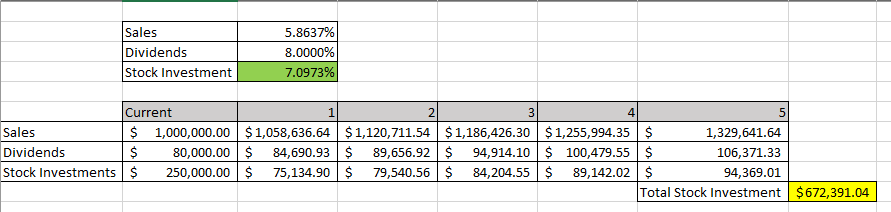 Sales 5.8637%
Dividends 8.0000%
Stock Investment 7.0973%
Current 1 2 3 4 5
Sales $ 1,000,000.00 $ 1,058,636.64 $ 1,120,711.54 $ 1,186,426.30 $ 1,255,994.35 $ 1,329,641.64
Dividends $ 80,000.00 $ 84,690.93 $ 89,656.92 $ 94,914.10 $ 100,479.55 $ 106,371.33
Stock Investments $ 250,000.00 $ 75,134.90 $ 79,540.56 $ 84,204.55 $ 89,142.02 $ 94,369.01
Total Stock Investment $ 672,391.04